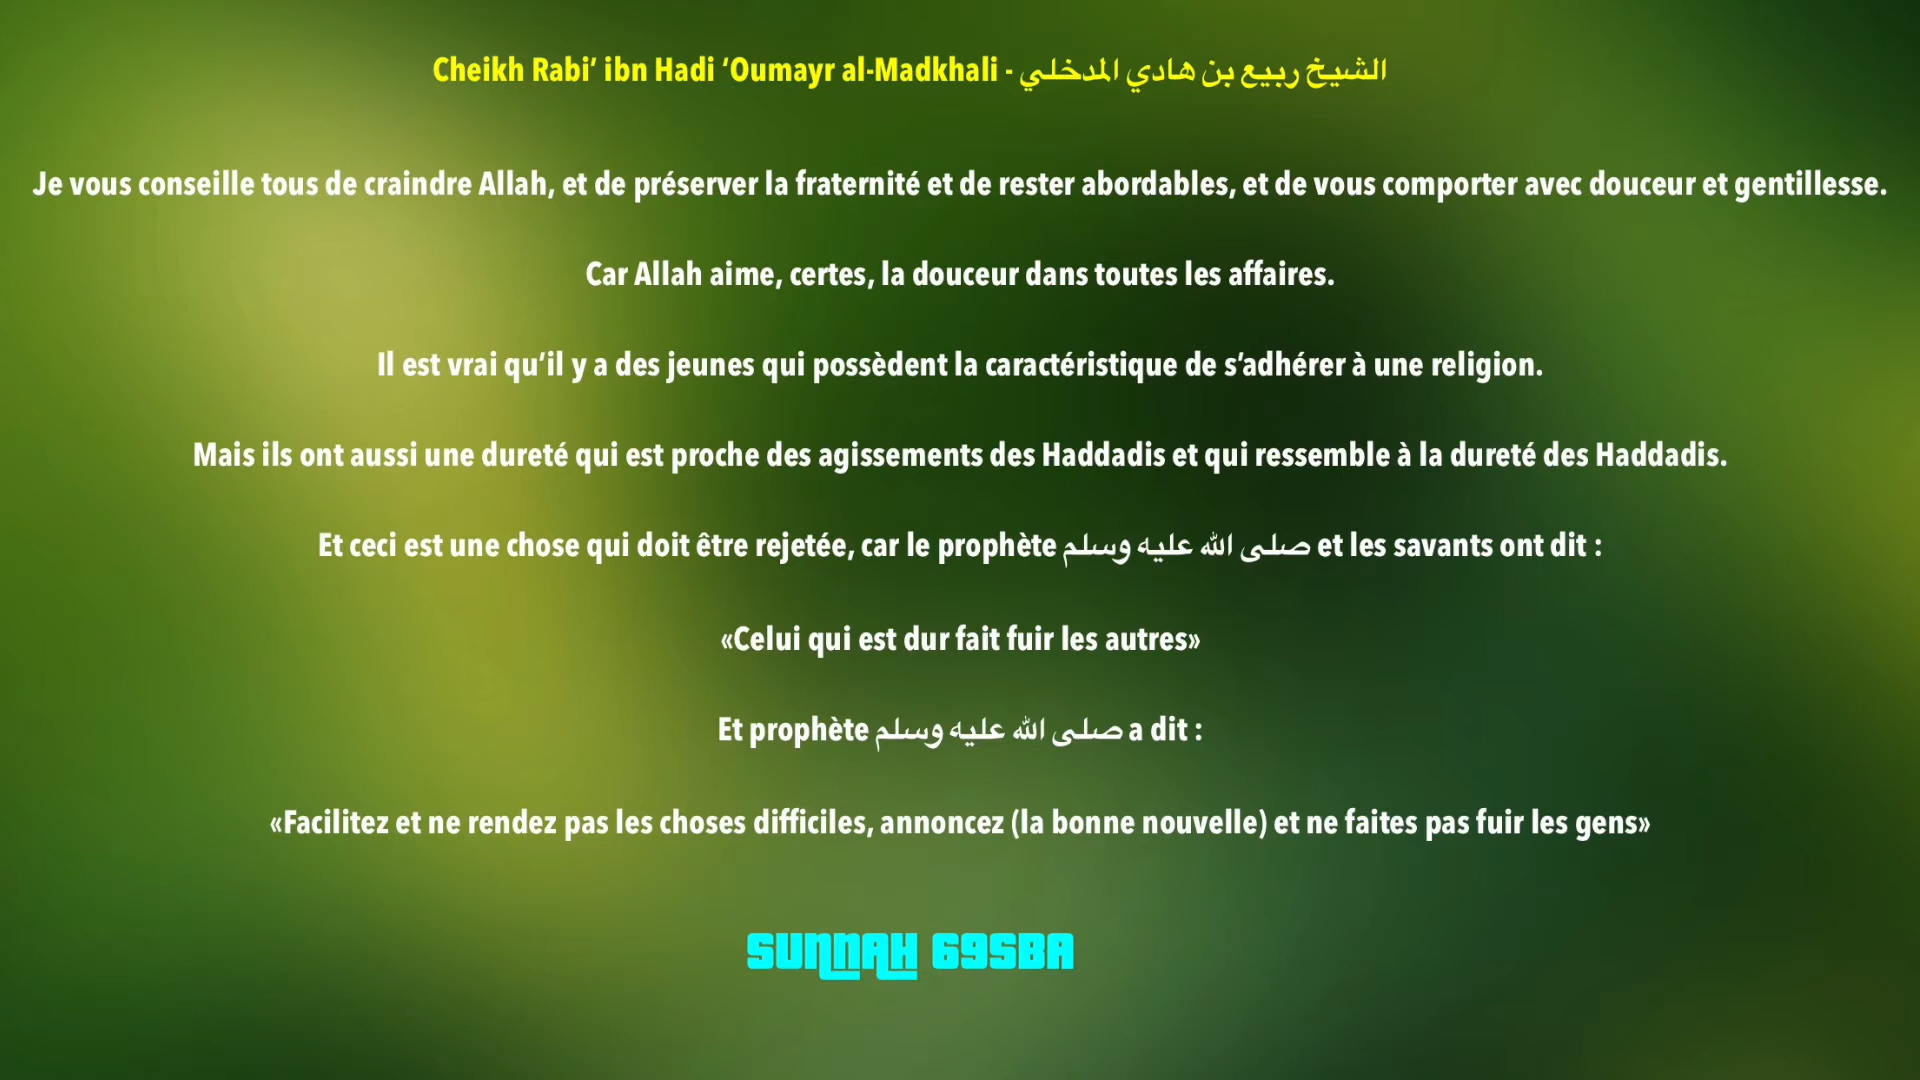 Cheikh Rabi’ ibn Hadi ‘Oumayr al-Madkhali - الشيخ ربيع بن هادي المدخلي
Je vous conseille tous de craindre Allah, et de préserver la fraternité et de rester abordables, et de vous comporter avec douceur et gentillesse.
Car Allah aime, certes, la douceur dans toutes les affaires.
Il est vrai qu’il y a des jeunes qui possèdent la caractéristique de s’adhérer à une religion.
Mais ils ont aussi une dureté qui est proche des agissements des Haddadis et qui ressemble à la dureté des Haddadis.
Et ceci est une chose qui doit être rejetée, car le prophète صلى الله عليه وسلم et les savants ont dit :
«Celui qui est dur fait fuir les autres»
Et prophète صلى الله عليه وسلم a dit :
«Facilitez et ne rendez pas les choses difficiles, annoncez (la bonne nouvelle) et ne faites pas fuir les gens»
SUNNAH 69SBA